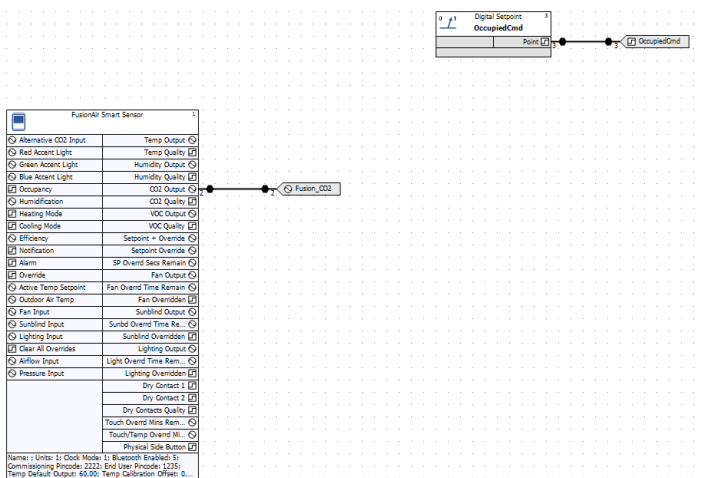 0 1 Digital Setpoint 3
OccupiedCmd
Point
3 3 OccupiedCmd
FusionAir Smart Sensor 1
Alternative CO2 Input Temp Output
Red Accent Light Temp Quality
Green Accent Light Humidity Output
Blue Accent Light Humidity Quality
Occupancy CO2 Output 2 2 Fusion_CO2
Humidification CO2 Quality
Heating Mode VOC Output
Cooling Mode VOC Quality
Efficiency Setpoint + Override
Notification Setpoint Override
Alarm SP Overrd Secs Remain
Override Fan Output
Active Temp Setpoint Fan Overrd Time Remain
Outdoor Air Temp Fan Overridden
Fan Input Sunblind Output
Sunblind Input Sunbd Overrd Time Re...
Lighting Input Sunblind Overridden
Clear All Overrides Lighting Output
Airflow Input Light Overrd Time Rem...
Pressure Input Lighting Overridden
Dry Contact 1
Dry Contact 2
Dry Contacts Quality
Touch Overrd Mins Rem...
Touch/Temp Overrd Mi...
Physical Side Button
Name: ; Units: 1; Clock Mode: 1; Bluetooth Enabled: 5;
Commissioning Pincode: 2222; End User Pincode: 1235;
Temp Default Output: 60.00; Temp Calibration Offset: 0....